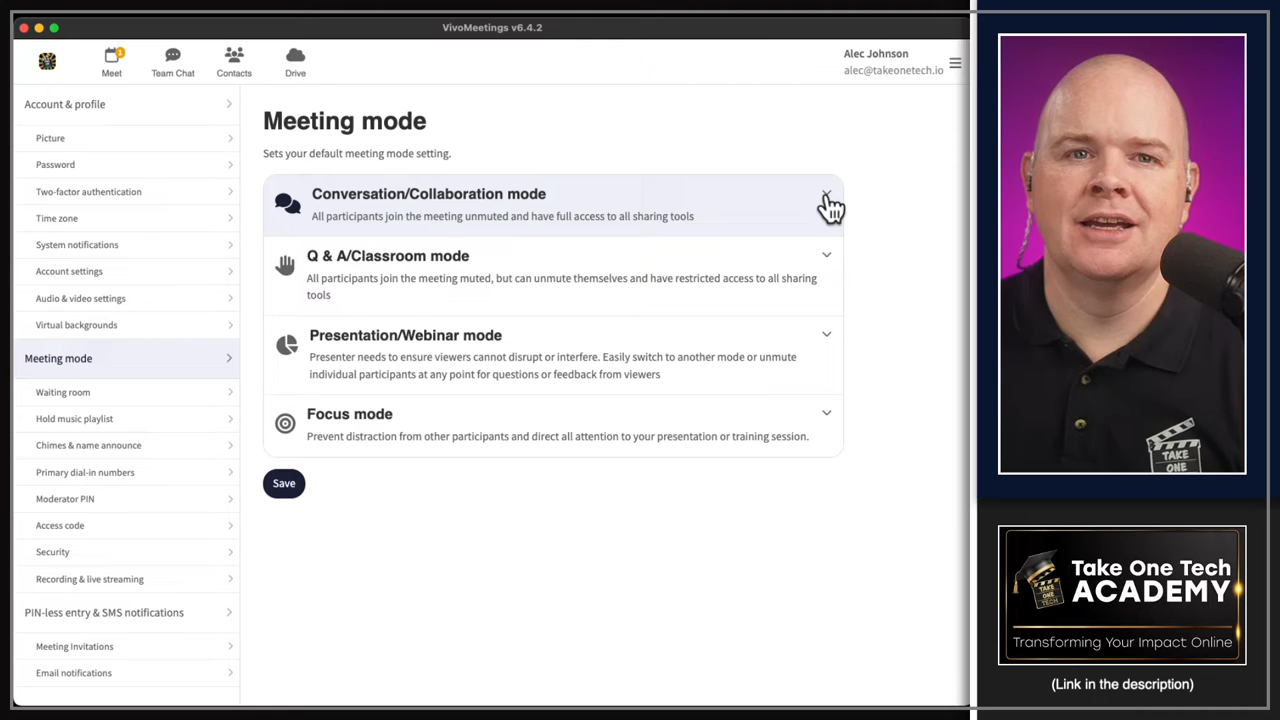 VivoMeetings v6.4.2
1
Meet
Team Chat
Contacts
Drive
Alec Johnson
alec@takeonetech.io
Account & profile
Picture
Password
Two-factor authentication
Time zone
System notifications
Account settings
Audio & video settings
Virtual backgrounds
Meeting mode
Waiting room
Hold music playlist
Chimes & name announce
Primary dial-in numbers
Moderator PIN
Access code
Security
Recording & live streaming
PIN-less entry & SMS notifications
Meeting Invitations
Email notifications
Meeting mode
Sets your default meeting mode setting.
Conversation/Collaboration mode
All participants join the meeting unmuted and have full access to all sharing tools
Q & A/Classroom mode
All participants join the meeting muted, but can unmute themselves and have restricted access to all sharing
tools
Presentation/Webinar mode
Presenter needs to ensure viewers cannot disrupt or interfere. Easily switch to another mode or unmute
individual participants at any point for questions or feedback from viewers
Focus mode
Prevent distraction from other participants and direct all attention to your presentation or training session.
Save
TAKE
ONE
TAKE
ONE
TECH
Take One Tech
ACADEMY
Transforming Your Impact Online
(Link in the description)